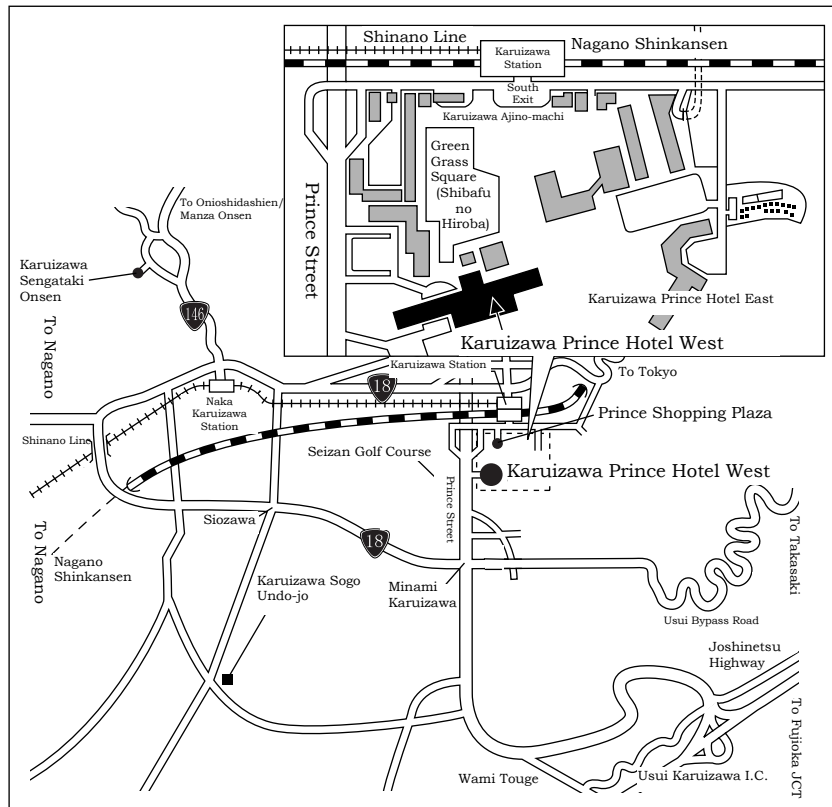 Shinano Line
Karuizawa
Station
Nagano Shinkansen
South
Exit
Karuizawa Ajino-machi
Green
Grass
Square
(Shibafu
no
Hiroba)
Prince Street
Karuizawa Prince Hotel East
Karuizawa Prince Hotel West
To Onioshidashien/
Manza Onsen
Karuizawa
Sengataki
Onsen
146
To Nagano
Karuizawa Station
To Tokyo
18
Naka
Karuizawa
Station
Prince Shopping Plaza
Shinano Line
Seizan Golf Course
Karuizawa Prince Hotel West
Prince Street
To Nagano
Siozawa
18
To Takasaki
Nagano
Shinkansen
Karuizawa Sogo
Undo-jo
Minami
Karuizawa
Usui Bypass Road
Joshinetsu
Highway
To Fujioka JCT
Wami Touge
Usui Karuizawa I.C.